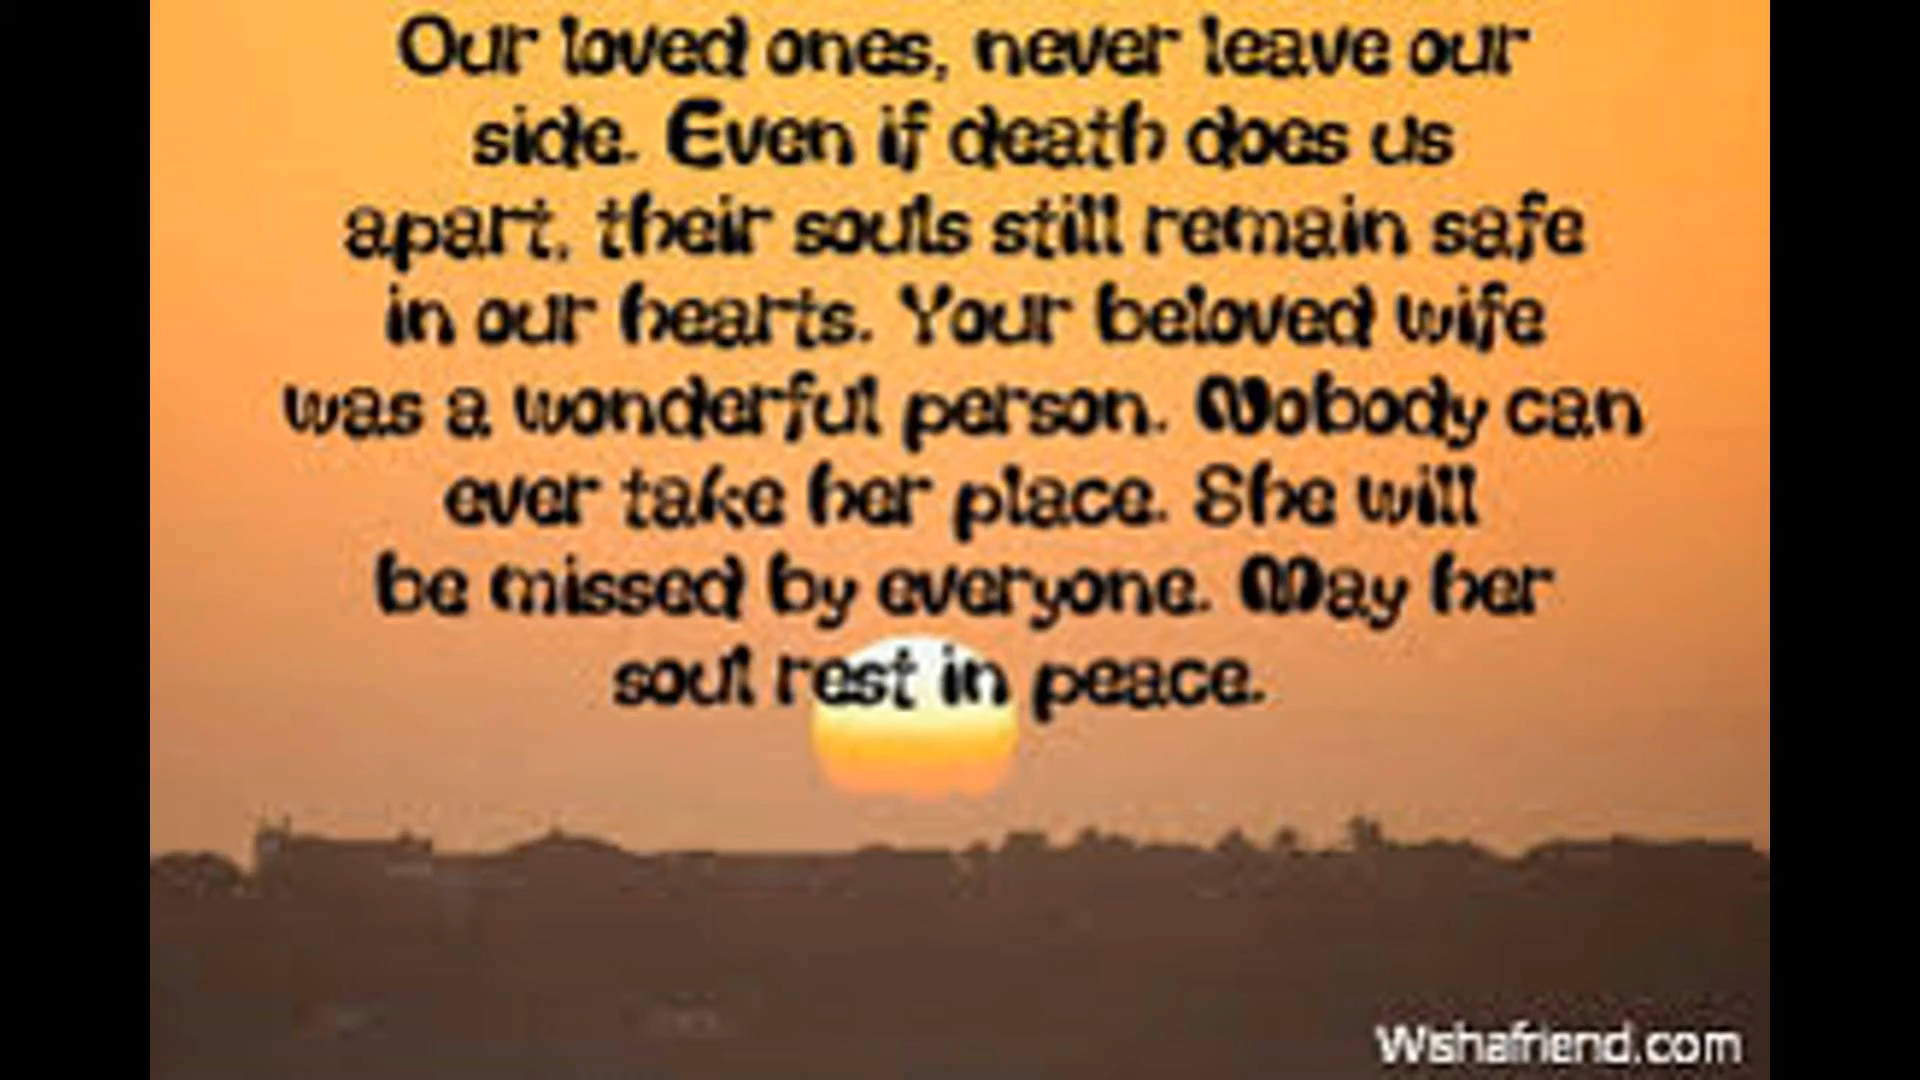 Our loved ones, never leave our
side. Even if death does us
apart, their souls still remain safe
in our hearts. Your beloved wife
was a wonderful person. Nobody can
ever take her place. She will
be missed by everyone. May her
soul rest in peace.
Wishafriend.com